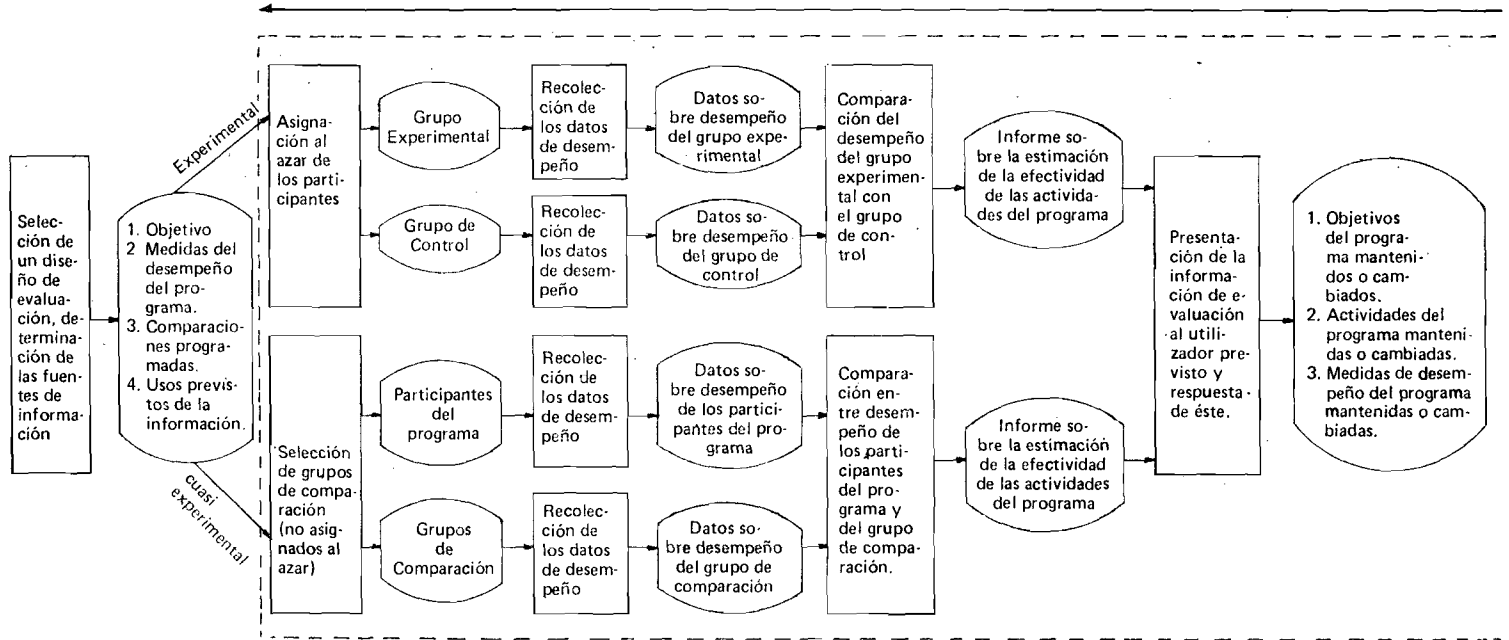 Selección de
un dise-
ño de
evalua-
ción, de-
terminа-
ción de
las fuen-
tes de in-
formación
1. Objetivo
2 Medidas del
desempeño
del pro-
grama.
3. Comparacio-
nes progra-
madas.
4. Usos previs-
tos de la
información.
Experimental
cuasi
experimental
Asigna-
ción al
azar de
los parti-
cipantes
Grupo
Experimental
Recolec-
ción de
los datos
de desem-
peño
Datos so-
bre desempeño
del grupo expe-
rimental
Grupo de
Control
Recolec-
ción de
los datos
de desem-
peño
Datos so-
bre desempeño
del grupo de
control
Compara-
ción del
desempeño
del grupo
experimen-
tal con
el grupo
de con-
trol
Informe so-
bre la estimación
de la efectividad
de las activida-
des del programa
Selección
de grupos
de compa-
ración
(no asig-
nados al
azar)
Participantes
del
programa
Recolec-
ción de
los datos
de desem-
peño
Datos so-
bre desempeño
de los partici-
pantes del pro-
grama
Grupos
de
Comparación
Recolec-
ción de
los datos
de desem-
peño
Datos so-
bre desempeño
del grupo de
comparación
Compara-
ción en-
tre desem-
peño de
los parti-
cipantes
del pro-
grama y
del grupo
de compa-
ración.
Informe so-
bre la estimación
de la efectividad
de las actividades
del programa
Presenta-
ción de la
informa-
ción de e-
valuación
al utili-
zador pre-
visto y
respuesta
de éste.
1. Objetivos
del progra-
ma manteni-
dos o cam-
biados.
2. Actividades del
programa mante-
nidas o cambiadas.
3. Medidas de desem-
peño del programa
mantenidas o cam-
biadas.